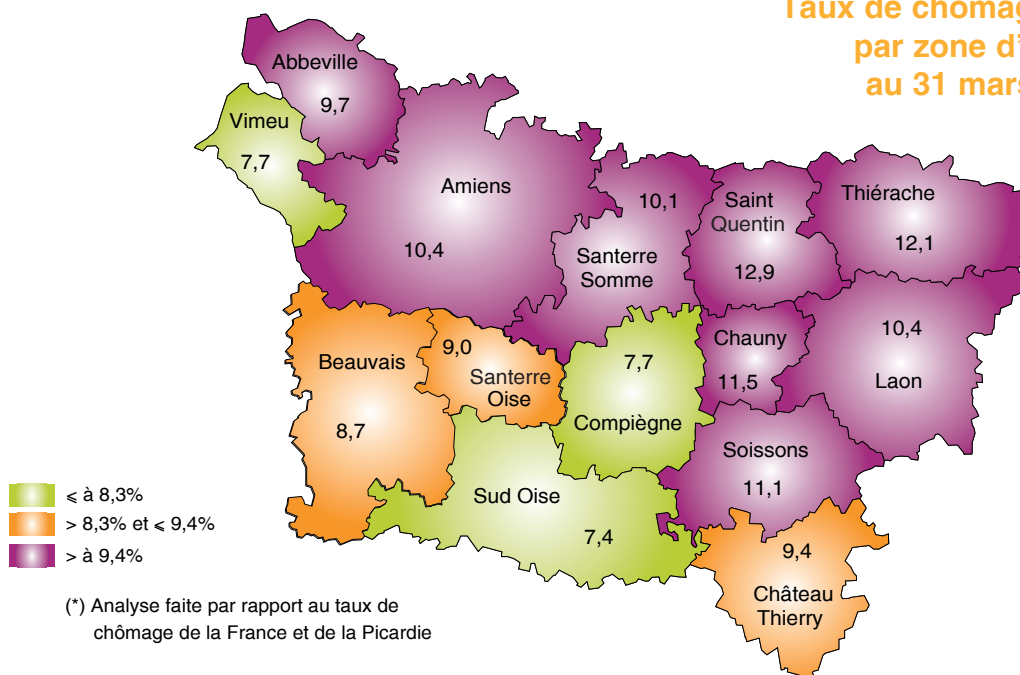 Taux de chômag
par zone d'
au 31 mars
Abbeville
9,7
Vimeu
7,7
Amiens
10,4
10,1
Santerre
Somme
Saint
Quentin
12,9
Thiérache
12,1
Beauvais
8,7
9,0
Santerre
Oise
7,7
Compiègne
Chauny
11,5
10,4
Laon
Soissons
11,1
Sud Oise
7,4
9,4
Château
Thierry
⩽ à 8,3%
> 8,3% et ⩽ 9,4%
> à 9,4%
(*) Analyse faite par rapport au taux de
chômage de la France et de la Picardie